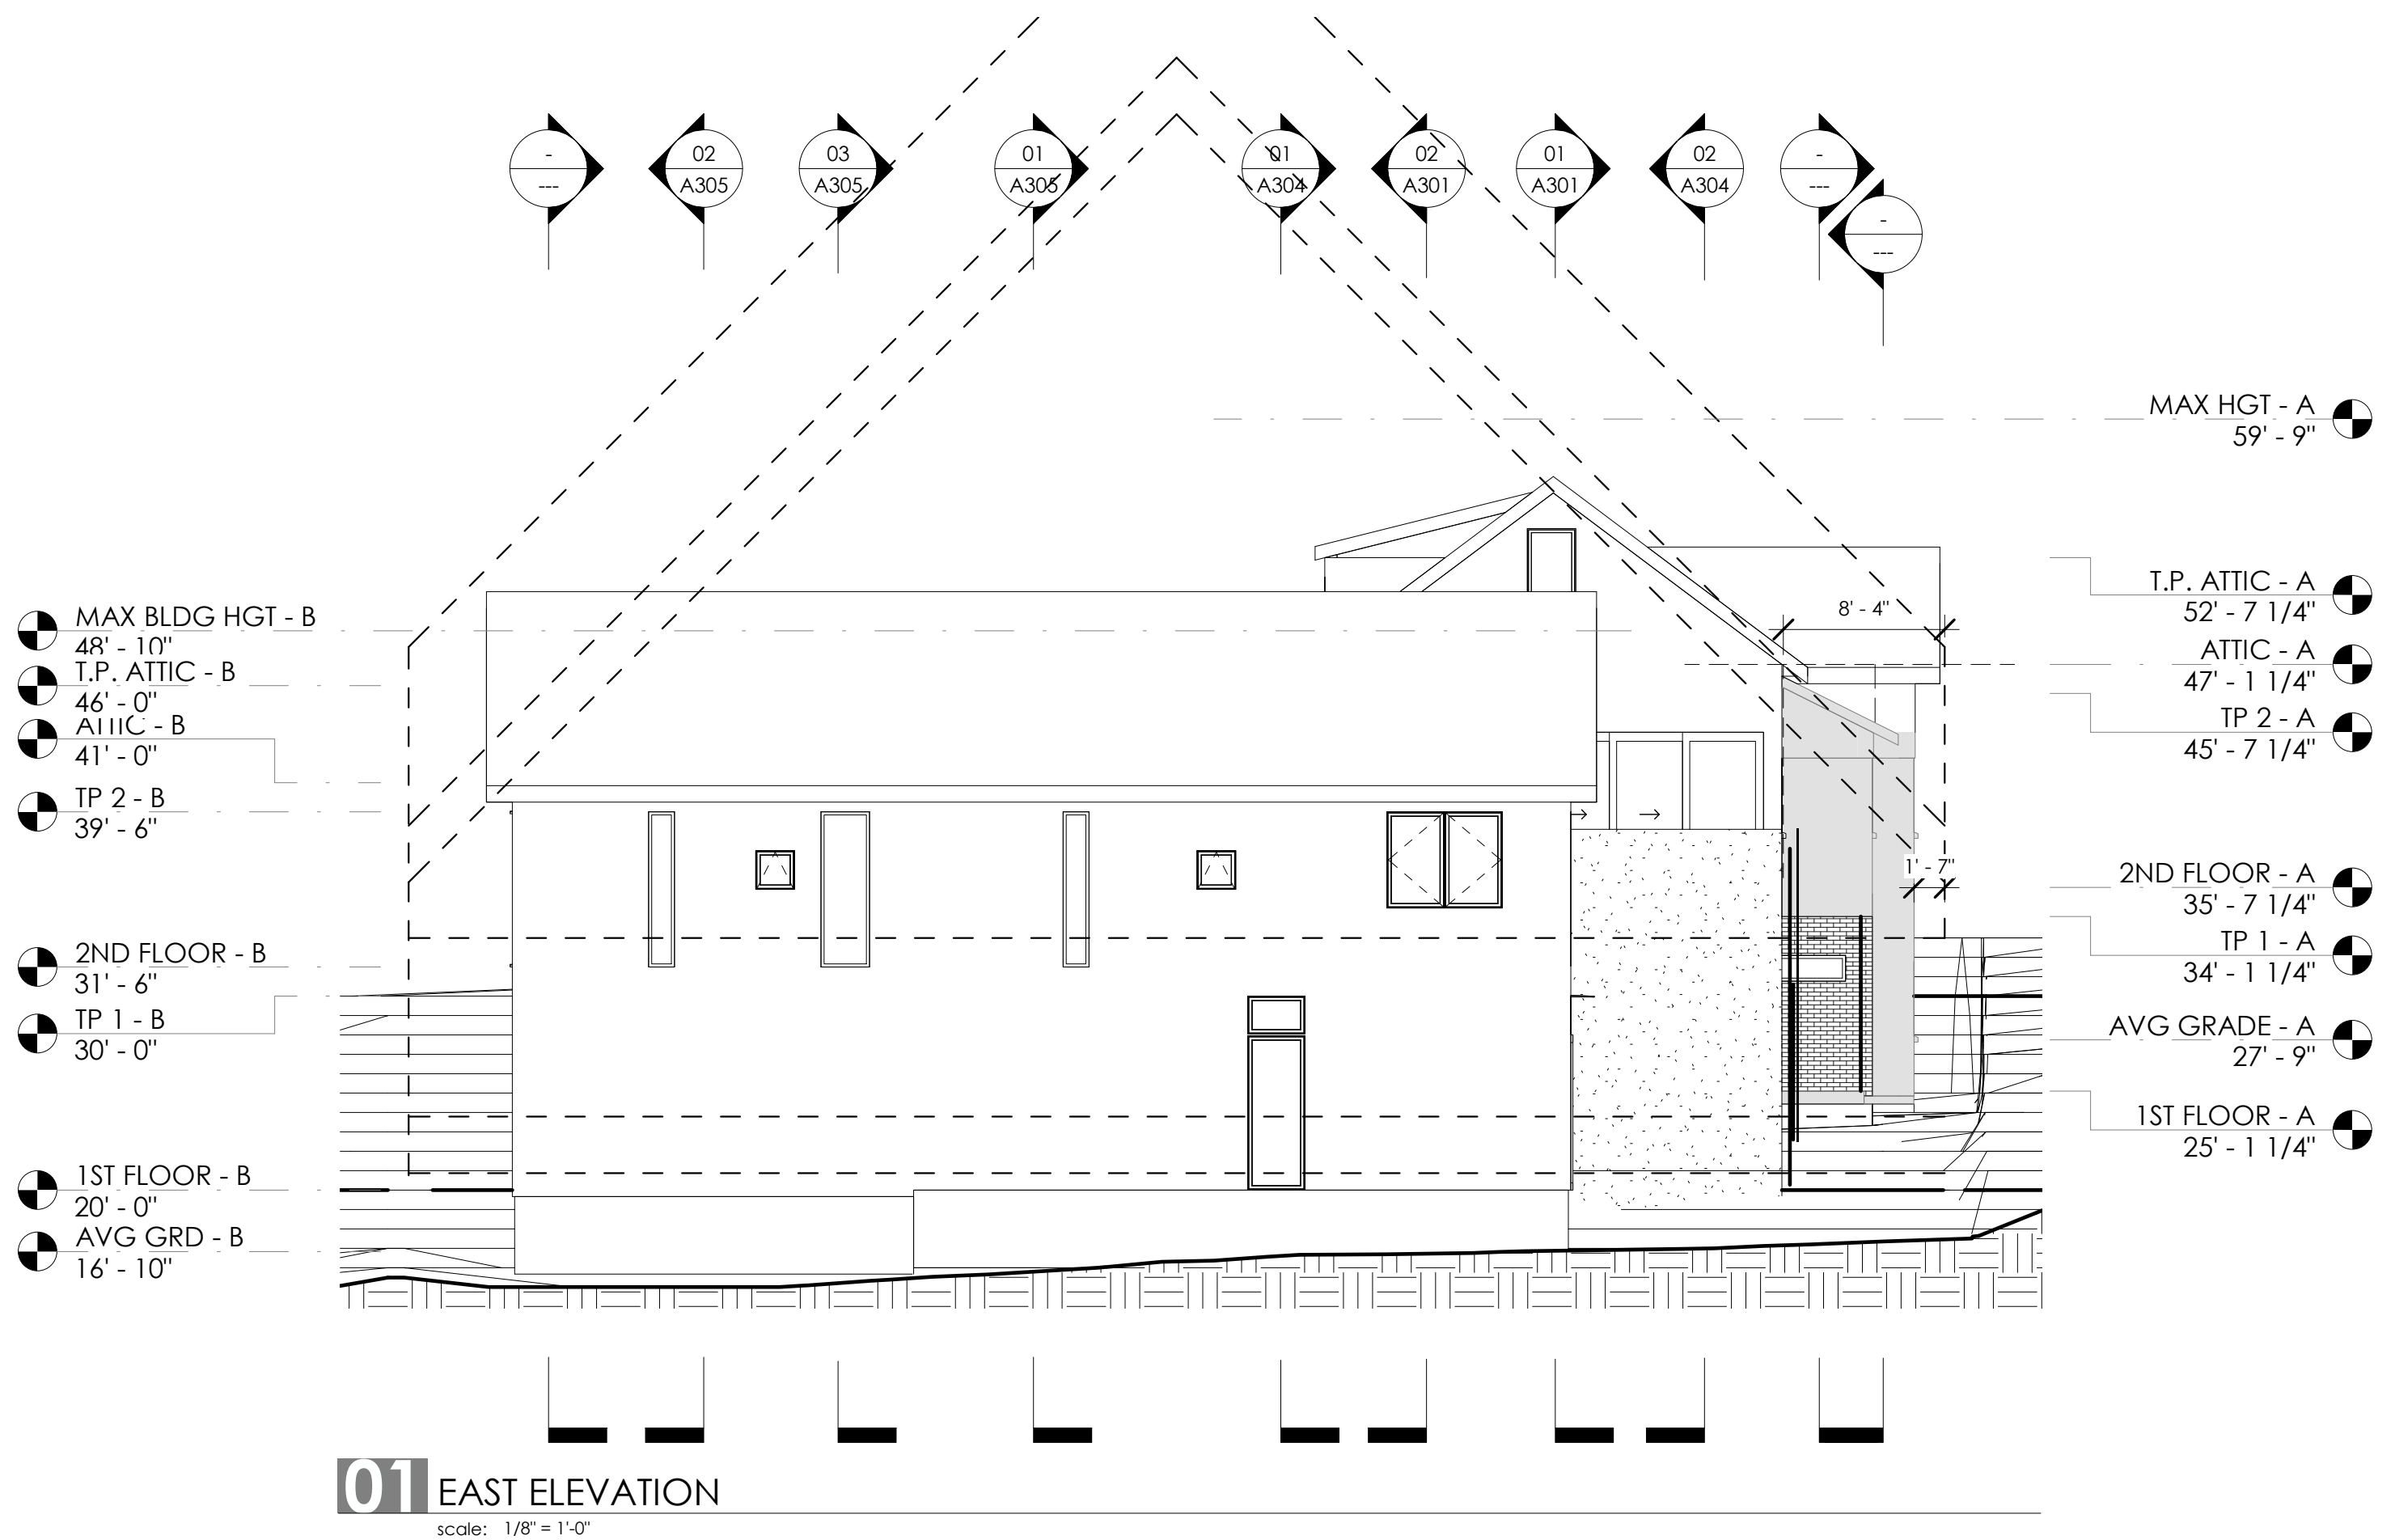 -
---
02
A305
03
A305
01
A305
01
A304
02
A301
01
A301
02
A304
-
---
-
---
MAX HGT - A
59' - 9"
T.P. ATTIC - A
52' - 7 1/4"
8' - 4"
ATTIC - A
47' - 1 1/4"
TP 2 - A
45' - 7 1/4"
1' - 7"
2ND FLOOR - A
35' - 7 1/4"
TP 1 - A
34' - 1 1/4"
AVG GRADE - A
27' - 9"
1ST FLOOR - A
25' - 1 1/4"
MAX BLDG HGT - B
48' - 10"
T.P. ATTIC - B
46' - 0"
ATTIC - B
41' - 0"
TP 2 - B
39' - 6"
2ND FLOOR - B
31' - 6"
TP 1 - B
30' - 0"
1ST FLOOR - B
20' - 0"
AVG GRD - B
16' - 10"
01 EAST ELEVATION
scale: 1/8" = 1'-0"